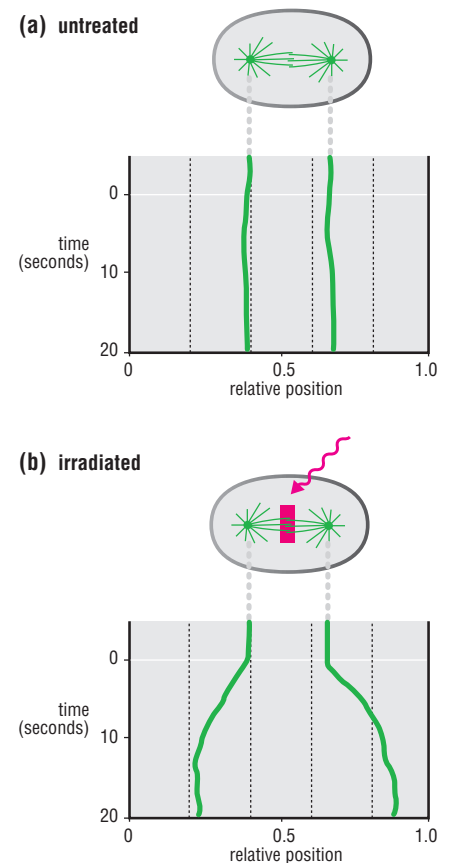 (a) untreated
0
time
(seconds)
10
20
0
0.5
1.0
relative position
(b) irradiated
0
time
(seconds)
10
20
0
0.5
1.0
relative position